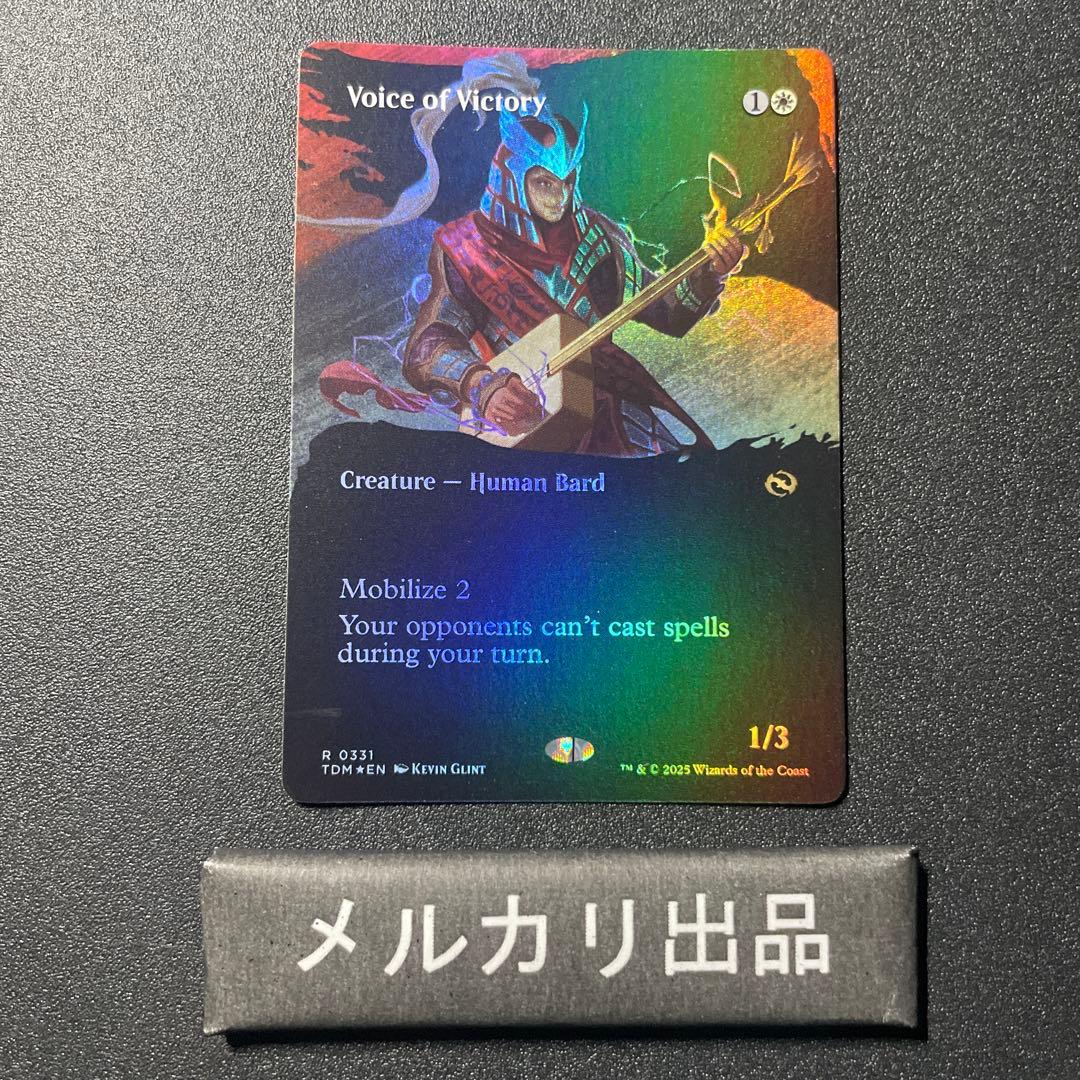 Voice of Victory
1
Creature — Human Bard
Mobilize 2
Your opponents can't cast spells
during your turn.
1/3
R 0331
TDM★EN Kevin Glint
™ & © 2025 Wizards of the Coast
メルカリ出品